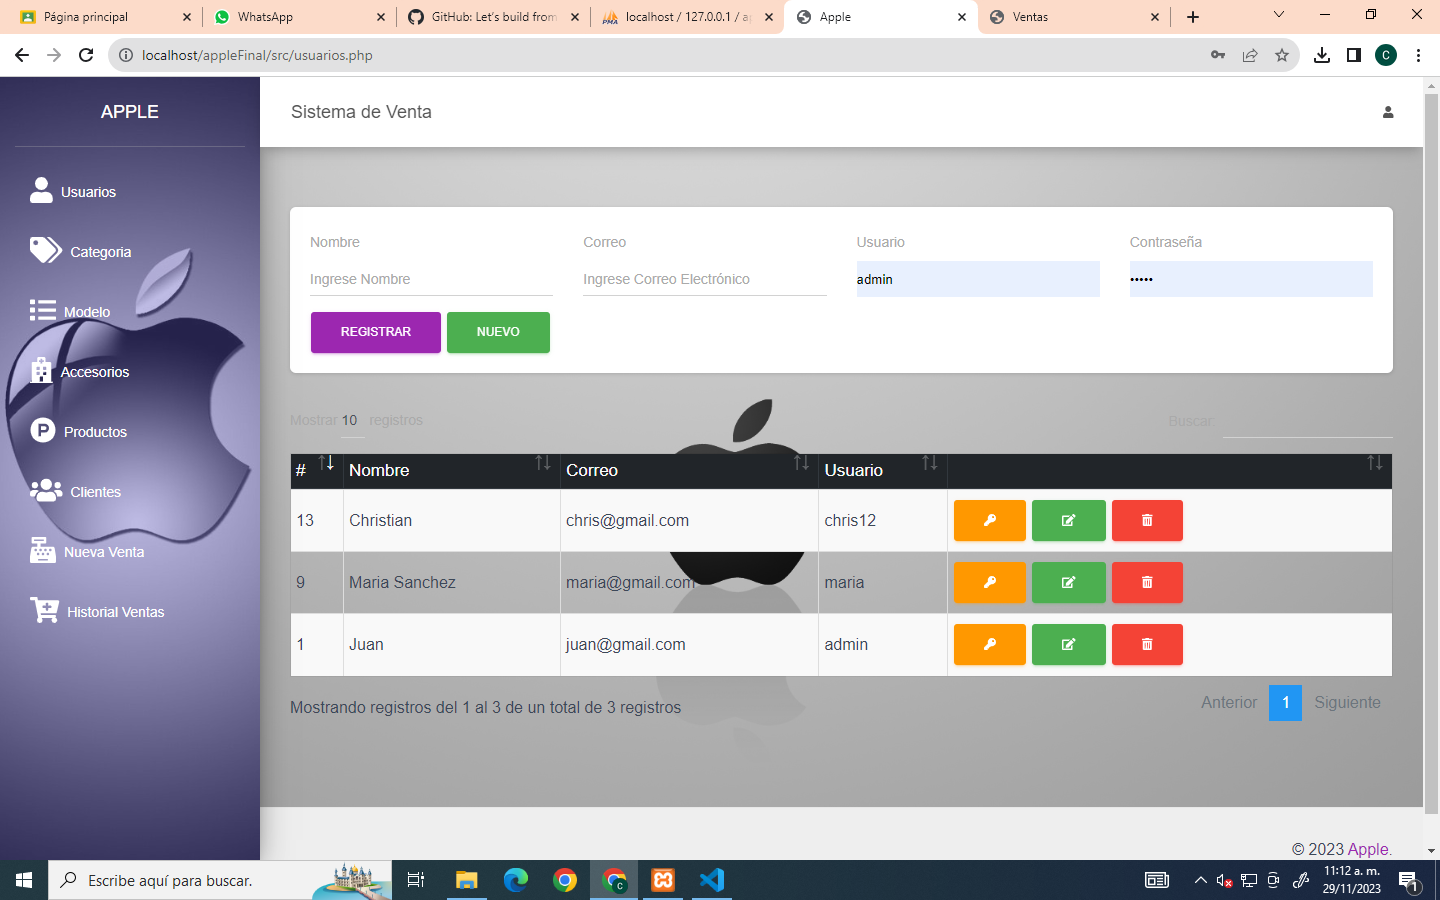 Página principal
WhatsApp
GitHub: Let's build from
localhost / 127.0.0.1 / a
Apple
Ventas
localhost/appleFinal/src/usuarios.php
C
APPLE
Sistema de Venta
Usuarios
Categoria
Modelo
Accesorios
Productos
Clientes
Nueva Venta
Historial Ventas
Nombre Correo Usuario Contraseña
Ingrese Nombre Ingrese Correo Electrónico admin •••••
REGISTRAR NUEVO
Mostrar 10 registros Buscar
# Nombre Correo Usuario
13 Christian chris@gmail.com chris12
9 Maria Sanchez maria@gmail.com maria
1 Juan juan@gmail.com admin
Mostrando registros del 1 al 3 de un total de 3 registros
Anterior 1 Siguiente
© 2023 Apple.
Escribe aquí para buscar.
11:12 a. m.
29/11/2023
1